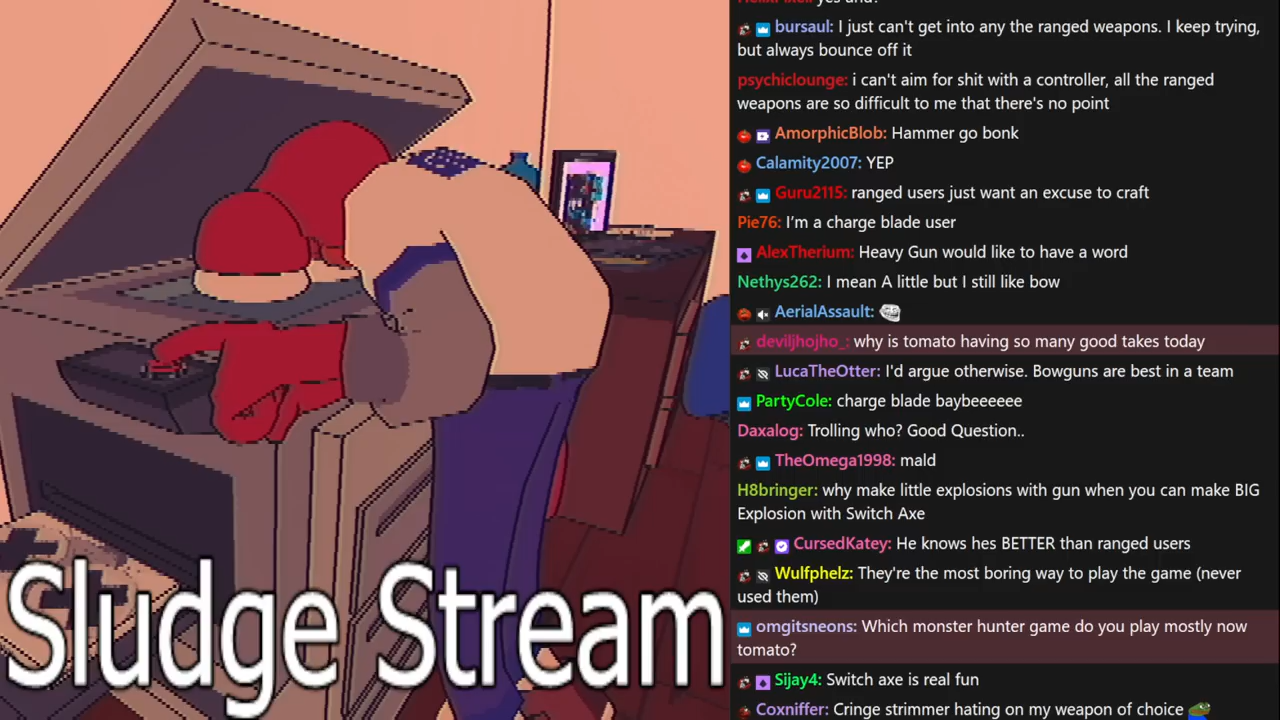 bursaul: I just can't get into any the ranged weapons. I keep trying,
but always bounce off it
psychiclounge: i can't aim for shit with a controller, all the ranged
weapons are so difficult to me that there's no point
AmorphicBlob: Hammer go bonk
Calamity2007: YEP
Guru2115: ranged users just want an excuse to craft
Pie76: I'm a charge blade user
AlexTherium: Heavy Gun would like to have a word
Nethys262: I mean A little but I still like bow
AerialAssault:
deviljhojho_: why is tomato having so many good takes today
LucaTheOtter: I'd argue otherwise. Bowguns are best in a team
PartyCole: charge blade baybeeeeee
Daxalog: Trolling who? Good Question..
TheOmega1998: mald
H8bringer: why make little explosions with gun when you can make BIG
Explosion with Switch Axe
CursedKatey: He knows hes BETTER than ranged users
Wulfphelz: They're the most boring way to play the game (never
used them)
omgitsneons: Which monster hunter game do you play mostly now
tomato?
Sijay4: Switch axe is real fun
Coxniffer: Cringe strimmer hating on my weapon of choice
Sludge Stream